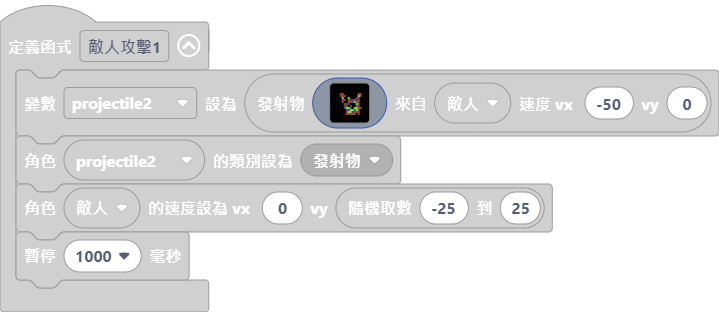 定義函式 敵人攻擊1
變數 projectile2 設為 發射物 來自 敵人 速度 vx -50 vy 0
角色 projectile2 的類別設為 發射物
角色 敵人 的速度設為 vx 0 vy 隨機取數 -25 到 25
暫停 1000 毫秒